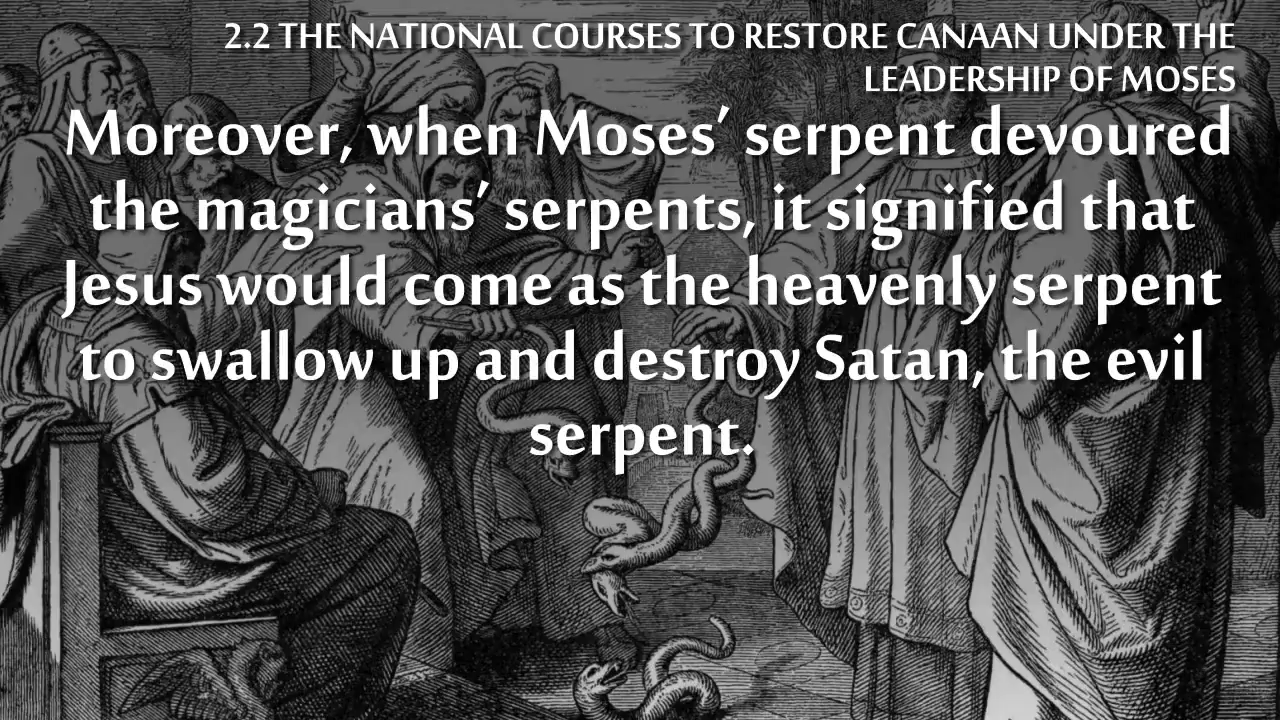 2.2 THE NATIONAL COURSES TO RESTORE CANAAN UNDER THE
LEADERSHIP OF MOSES
Moreover, when Moses’ serpent devoured
the magicians’ serpents, it signified that
Jesus would come as the heavenly serpent
to swallow up and destroy Satan, the evil
serpent.